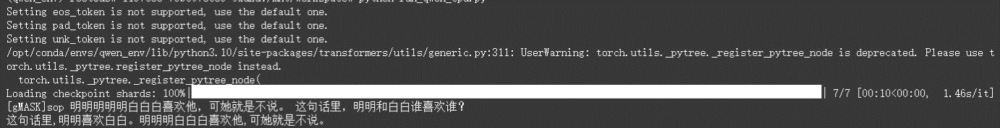 python
Setting eos_token is not supported, use the default one.
Setting pad_token is not supported, use the default one.
Setting unk_token is not supported, use the default one.
/opt/conda/envs/qwen_env/lib/python3.10/site-packages/transformers/utils/generic.py:311: UserWarning: torch.utils._pytree._register_pytree_node is deprecated. Please use t
orch.utils._pytree.register_pytree_node instead.
torch.utils._pytree._register_pytree_node(
Loading checkpoint shards: 100%| | 7/7 [00:10<00:00, 1.46s/it]
[gMASK]sop 明明明明明白白白喜欢他，可她就是不说。 这句话里，明明和白白谁喜欢谁？
这句话里,明明喜欢白白。明明明白白白喜欢他,可她就是不说。